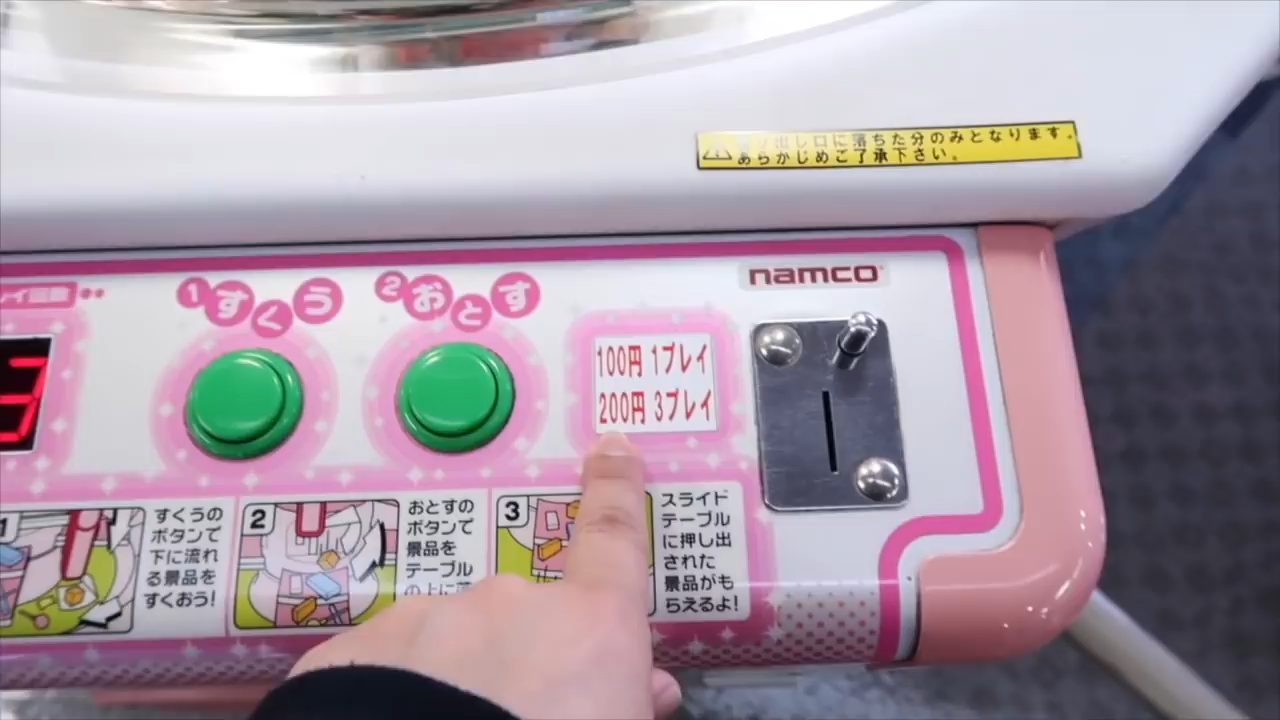 出し口に落ちた分のみとなります。
あらかじめご了承下さい。
namco
1 すくう
2 おとす
100円 1プレイ
200円 3プレイ
1
すくうの
ボタンで
下に流れ
る景品を
すくおう!
2
おとすの
ボタンで
景品を
テーブル
の上に
3
スライド
テーブル
に押し出
された
景品がも
らえるよ!